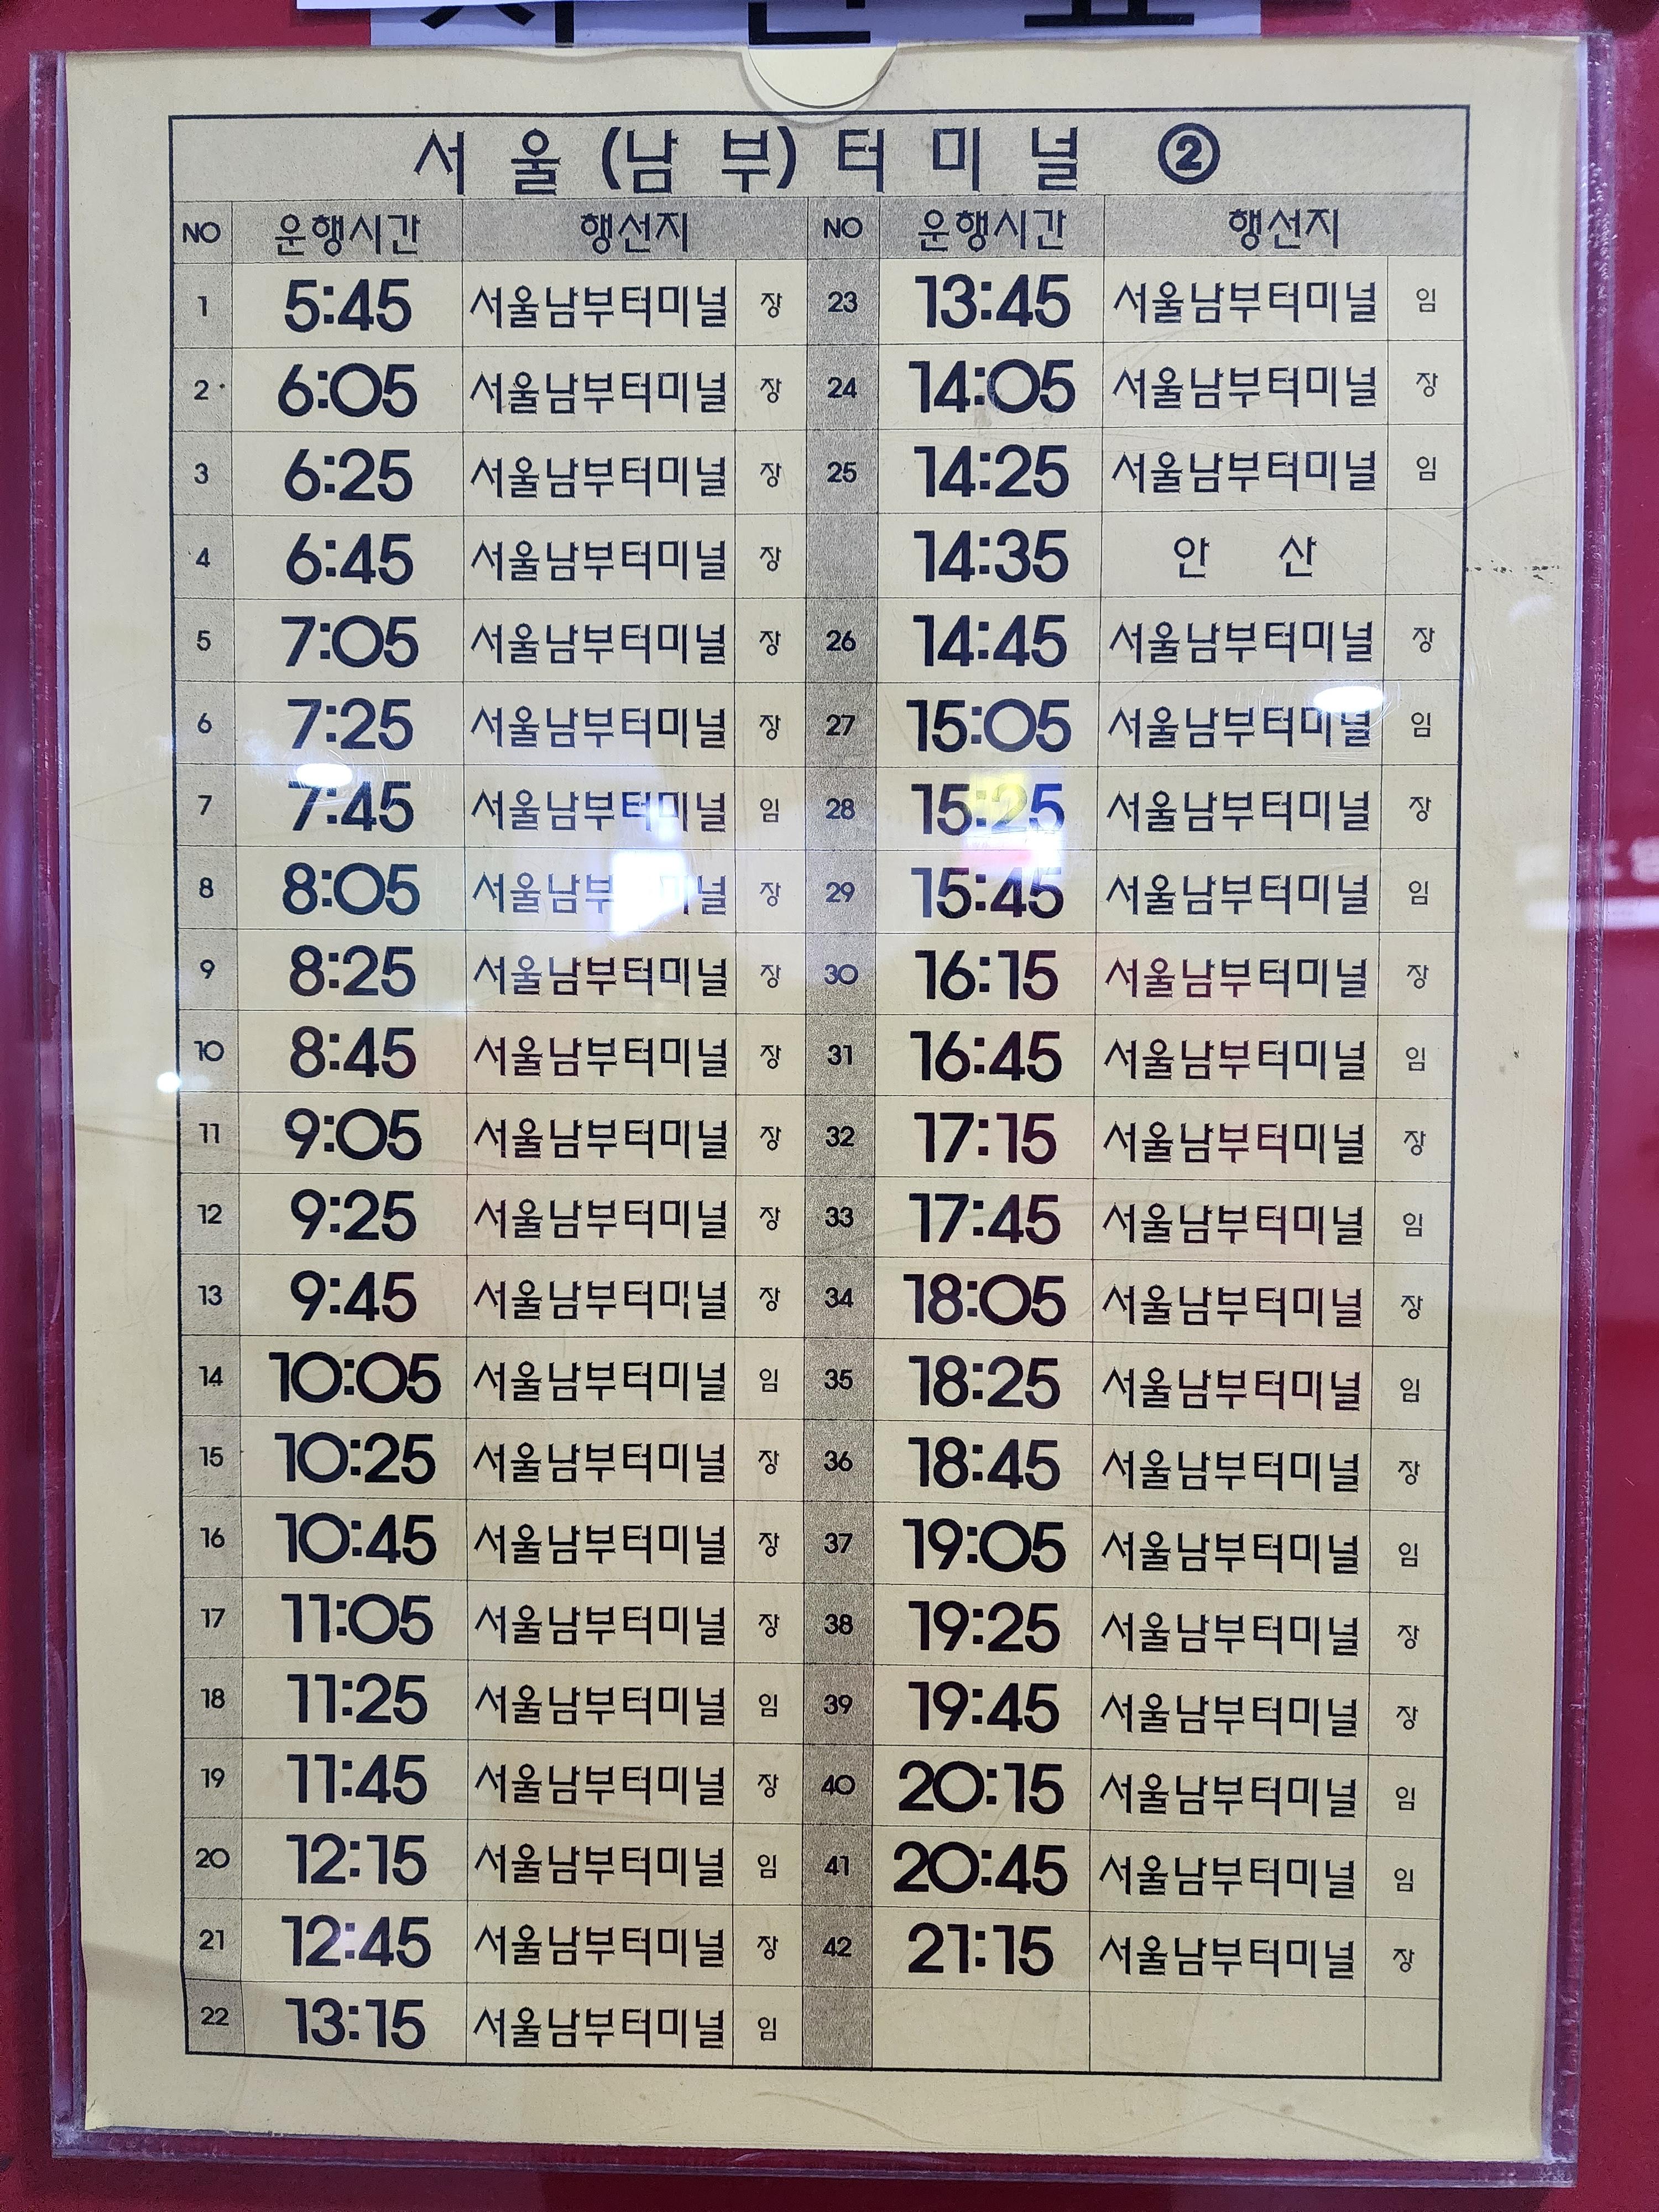 서 울 (남 부) 터 미 널 ②
NO 운행시간 행선지 NO 운행시간 행선지
1 5:45 서울남부터미널 장 23 13:45 서울남부터미널 임
2 6:05 서울남부터미널 장 24 14:05 서울남부터미널 장
3 6:25 서울남부터미널 장 25 14:25 서울남부터미널 임
4 6:45 서울남부터미널 장 14:35 안 산
5 7:05 서울남부터미널 장 26 14:45 서울남부터미널 장
6 7:25 서울남부터미널 장 27 15:05 서울남부터미널 임
7 7:45 서울남부터미널 임 28 15:25 서울남부터미널 장
8 8:05 서울남부터미널 장 29 15:45 서울남부터미널 임
9 8:25 서울남부터미널 장 30 16:15 서울남부터미널 장
10 8:45 서울남부터미널 장 31 16:45 서울남부터미널 임
11 9:05 서울남부터미널 장 32 17:15 서울남부터미널 장
12 9:25 서울남부터미널 장 33 17:45 서울남부터미널 임
13 9:45 서울남부터미널 장 34 18:05 서울남부터미널 장
14 10:05 서울남부터미널 임 35 18:25 서울남부터미널 임
15 10:25 서울남부터미널 장 36 18:45 서울남부터미널 장
16 10:45 서울남부터미널 장 37 19:05 서울남부터미널 임
17 11:05 서울남부터미널 장 38 19:25 서울남부터미널 장
18 11:25 서울남부터미널 임 39 19:45 서울남부터미널 장
19 11:45 서울남부터미널 장 40 20:15 서울남부터미널 임
20 12:15 서울남부터미널 임 41 20:45 서울남부터미널 임
21 12:45 서울남부터미널 장 42 21:15 서울남부터미널 장
22 13:15 서울남부터미널 임